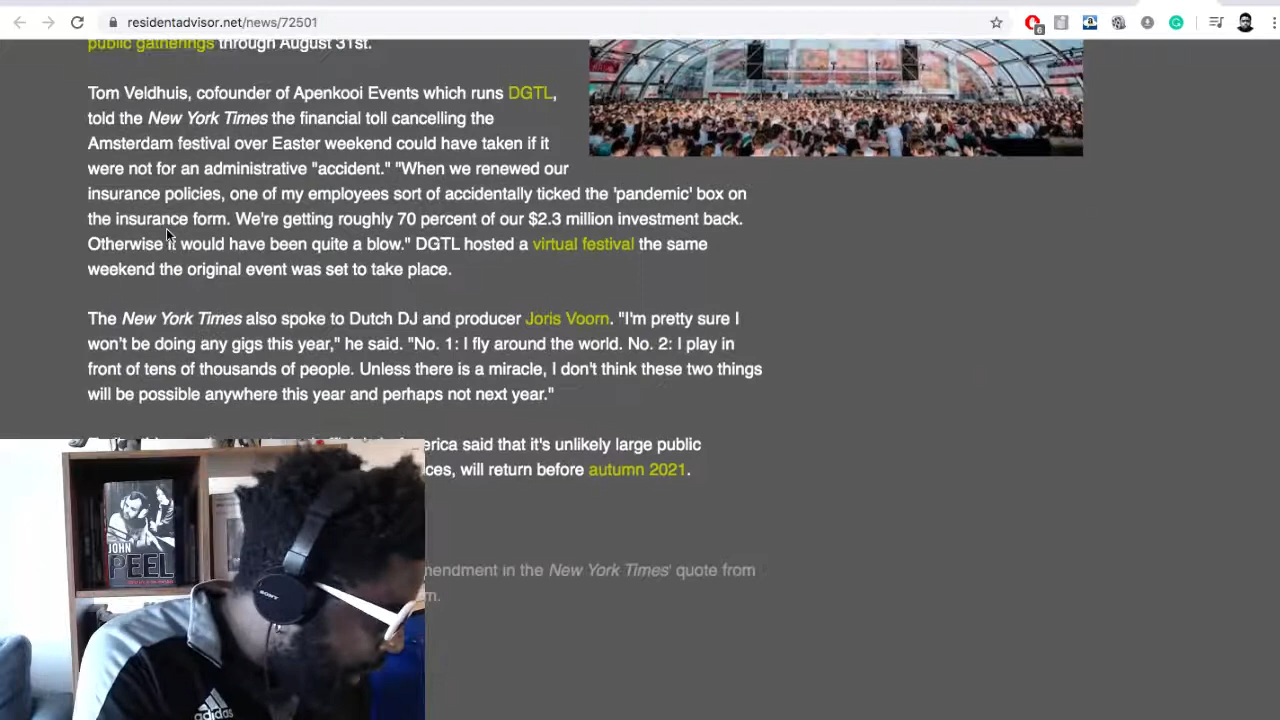 residentadvisor.net/news/72501
6
public gatherings through August 31st.
Tom Veldhuis, cofounder of Apenkooi Events which runs DGTL,
told the New York Times the financial toll cancelling the
Amsterdam festival over Easter weekend could have taken if it
were not for an administrative "accident." "When we renewed our
insurance policies, one of my employees sort of accidentally ticked the 'pandemic' box on
the insurance form. We're getting roughly 70 percent of our $2.3 million investment back.
Otherwise it would have been quite a blow." DGTL hosted a virtual festival the same
weekend the original event was set to take place.
The New York Times also spoke to Dutch DJ and producer Joris Voorn. "I'm pretty sure I
won't be doing any gigs this year," he said. "No. 1: I fly around the world. No. 2: I play in
front of tens of thousands of people. Unless there is a miracle, I don't think these two things
will be possible anywhere this year and perhaps not next year."
erica said that it's unlikely large public
ces, will return before autumn 2021.
mendment in the New York Times' quote from
JOHN
PEEL
SONY
adidas